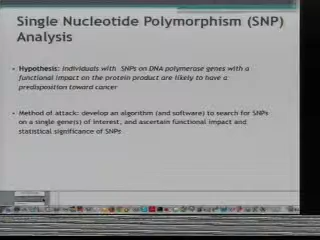 Single Nucleotide Polymorphism (SNP)
Analysis
• Hypothesis: Individuals with SNPs on DNA polymerase genes with a
functional impact on the protein product are likely to have a
predisposition toward cancer
• Method of attack: develop an algorithm (and software) to search for SNPs
on a single gene(s) of interest, and ascertain functional impact and
statistical significance of SNPs